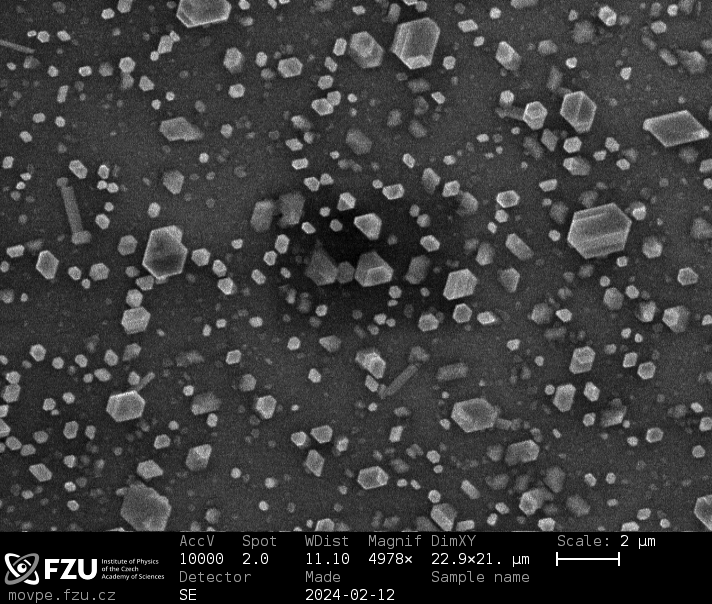 AccV Spot WDist Magnif DimXY Scale: 2 µm
10000 2.0 11.10 4978× 22.9×21. µm
Detector Made Sample name
SE 2024-02-12
FZU
Institute of Physics
of the Czech
Academy of Sciences
movpe.fzu.cz